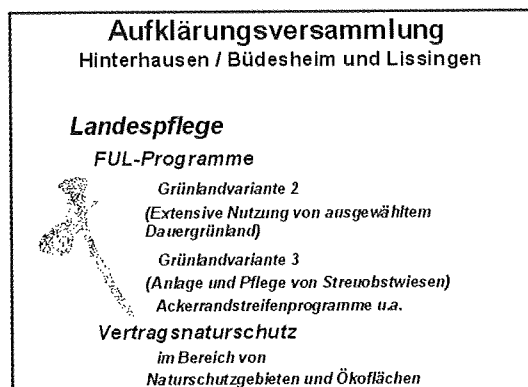 Aufklärungsversammlung
Hinterhausen / Büdesheim und Lissingen
Landespflege
FUL-Programme
Grünlandvariante 2
(Extensive Nutzung von ausgewähltem
Dauergrünland)
Grünlandvariante 3
(Anlage und Pflege von Streuobstwiesen)
Ackerrandstreifenprogramme u.a.
Vertragsnaturschutz
im Bereich von
Naturschutzgebieten und Ökoflächen